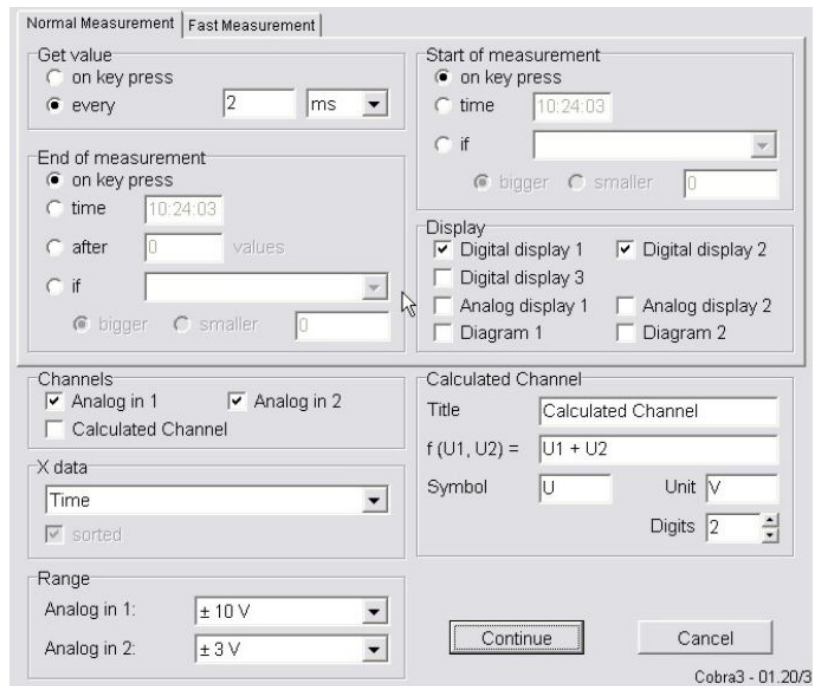 Normal Measurement Fast Measurement
Get value
on key press
every 2 ms
End of measurement
on key press
time 10:24:03
after 0 values
if
bigger smaller 0
Start of measurement
on key press
time 10:24:03
if
bigger smaller 0
Display
Digital display 1 Digital display 2
Digital display 3
Analog display 1 Analog display 2
Diagram 1 Diagram 2
Channels
Analog in 1 Analog in 2
Calculated Channel
X data
Time
sorted
Range
Analog in 1: ± 10 V
Analog in 2: ± 3 V
Calculated Channel
Title Calculated Channel
f (U1, U2) = U1 + U2
Symbol U Unit V
Digits 2
Continue Cancel
Cobra3 - 01.20/3